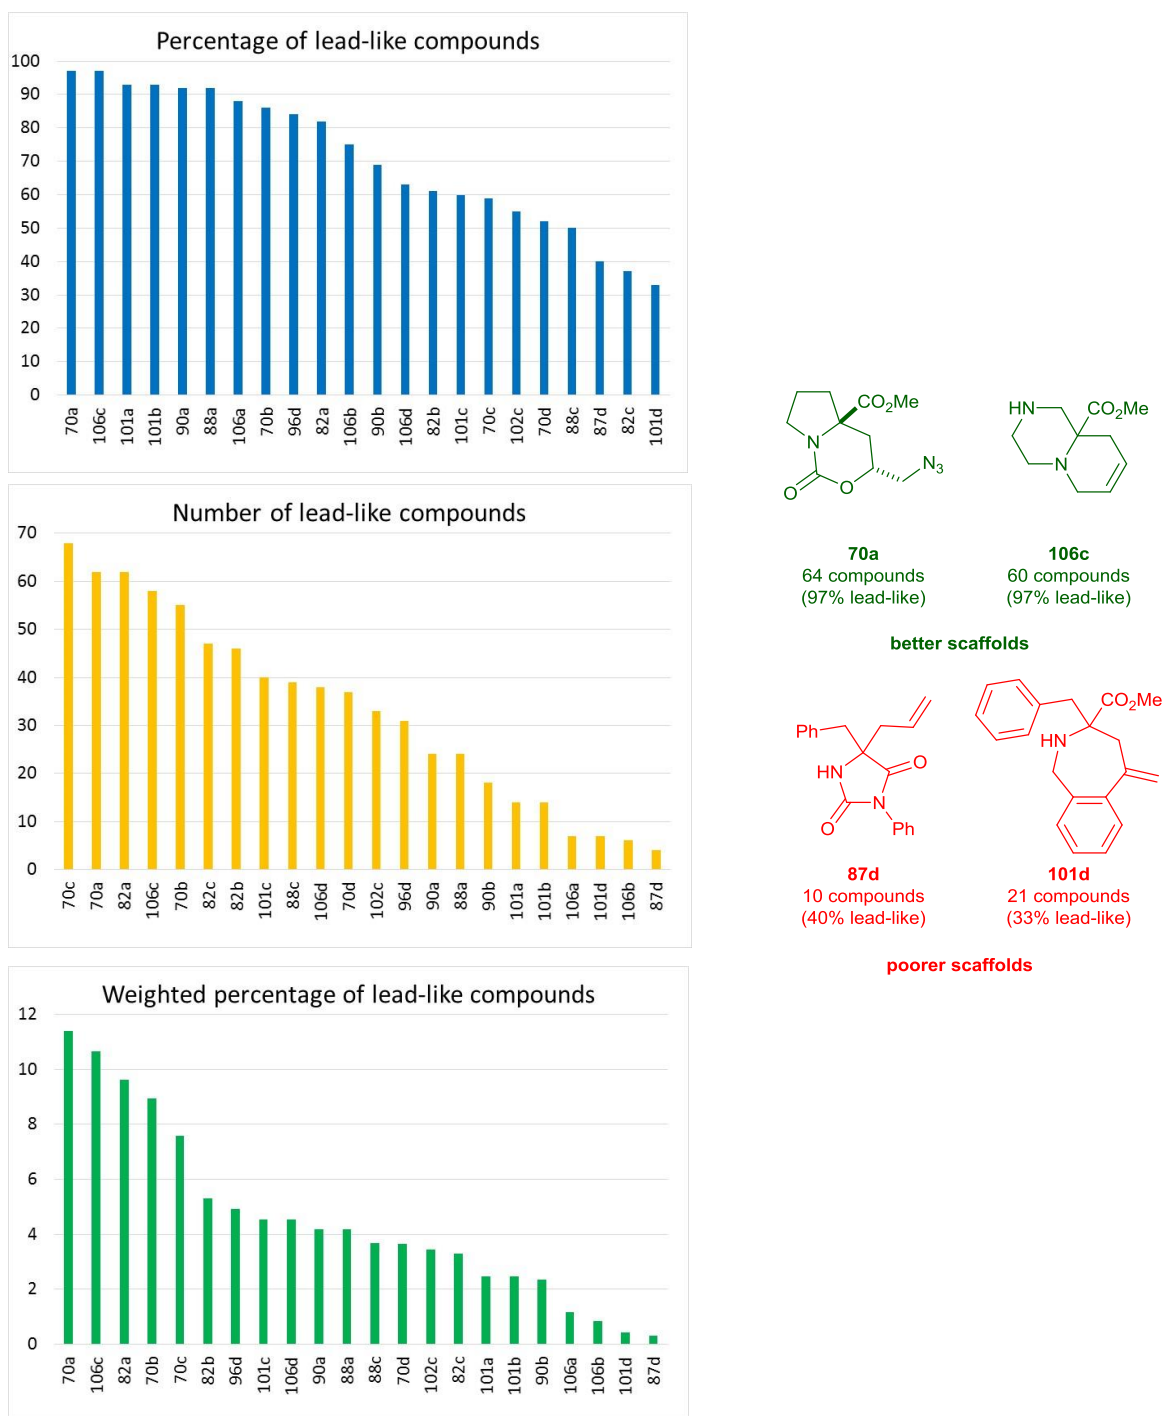 Percentage of lead-like compounds
100
90
80
70
60
50
40
30
20
10
0
70a 106c 101a 101b 90a 88a 106a 70b 96d 82a 106b 90b 106d 82b 101c 70c 102c 70d 88c 87d 82c 101d
Number of lead-like compounds
70
60
50
40
30
20
10
0
70c 70a 82a 106c 70b 82c 82b 101c 88c 106d 70d 102c 96d 90a 88a 90b 101a 101b 106a 101d 106b 87d
Weighted percentage of lead-like compounds
12
10
8
6
4
2
0
70a 106c 82a 70b 70c 82b 96d 101c 106d 90a 88a 88c 70d 102c 82c 101a 101b 90b 106a 106b 101d 87d
CO2Me
N
N3
O
O
HN
CO2Me
N
70a
64 compounds
(97% lead-like)
106c
60 compounds
(97% lead-like)
better scaffolds
Ph
HN
O
N
O
Ph
CO2Me
HN
87d
10 compounds
(40% lead-like)
101d
21 compounds
(33% lead-like)
poorer scaffolds